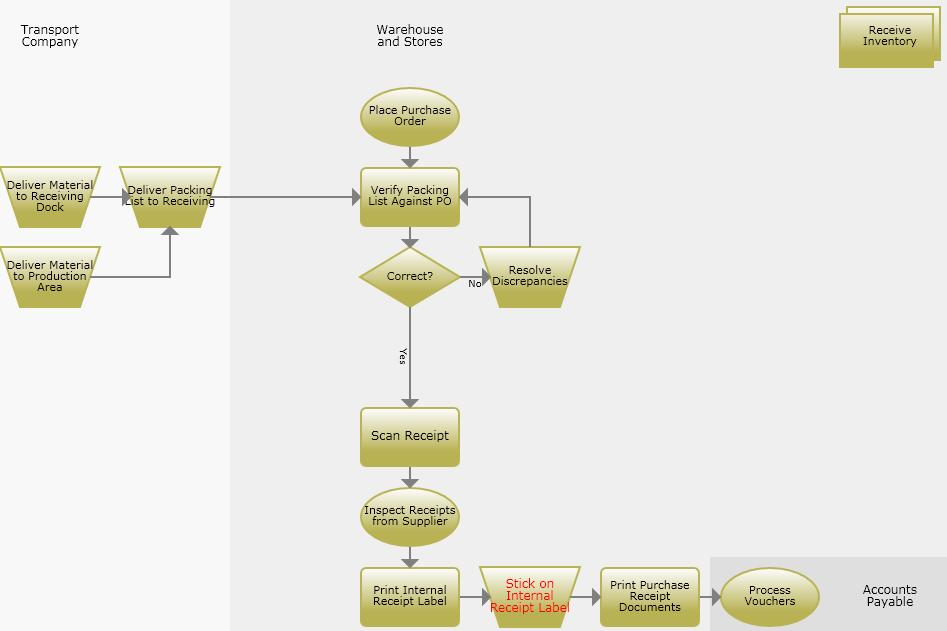 Transport
Company
Warehouse
and Stores
Receive
Inventory
Place Purchase
Order
Deliver Material
to Receiving
Dock
Deliver Packing
List to Receiving
Verify Packing
List Against PO
Deliver Material
to Production
Area
Correct?
No
Resolve
Discrepancies
Yes
Scan Receipt
Inspect Receipts
from Supplier
Print Internal
Receipt Label
Stick on
Internal
Receipt Label
Print Purchase
Receipt
Documents
Process
Vouchers
Accounts
Payable